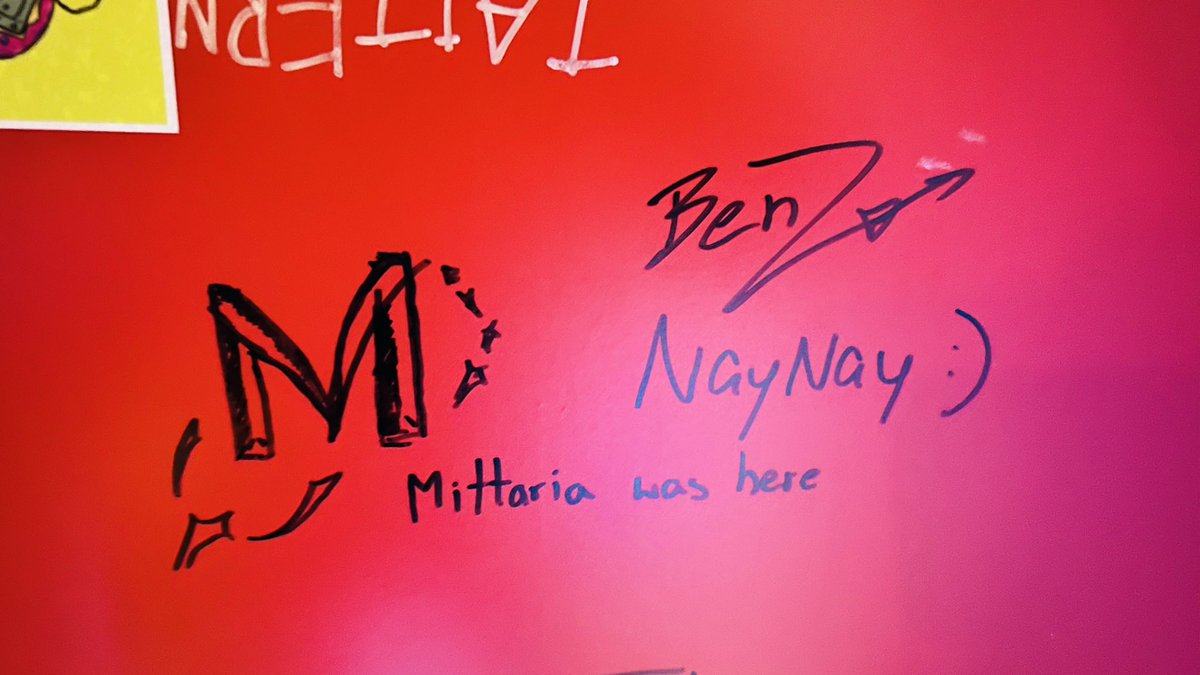 BenZ
M
NayNay :)
Mittaria was here